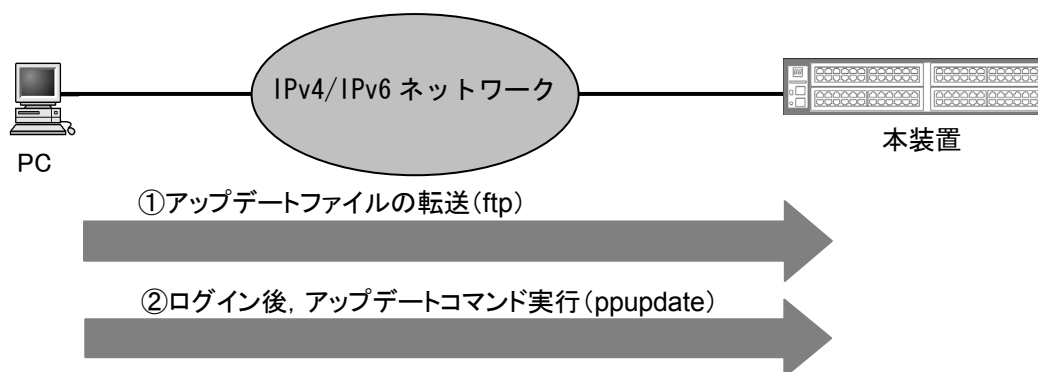 IPv4/IPv6 ネットワーク
PC
本装置
①アップデートファイルの転送(ftp)
②ログイン後，アップデートコマンド実行(ppupdate)